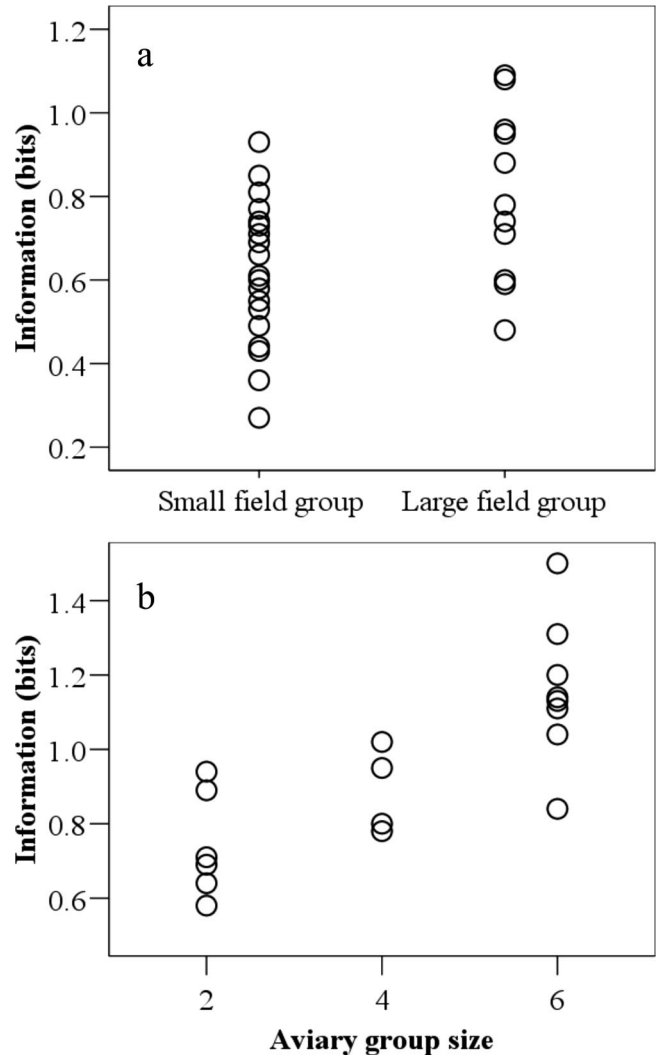 a
Information (bits)
1.2
1.0
0.8
0.6
0.4
0.2
Small field group Large field group
b
Information (bits)
1.4
1.2
1.0
0.8
0.6
2 4 6
Aviary group size